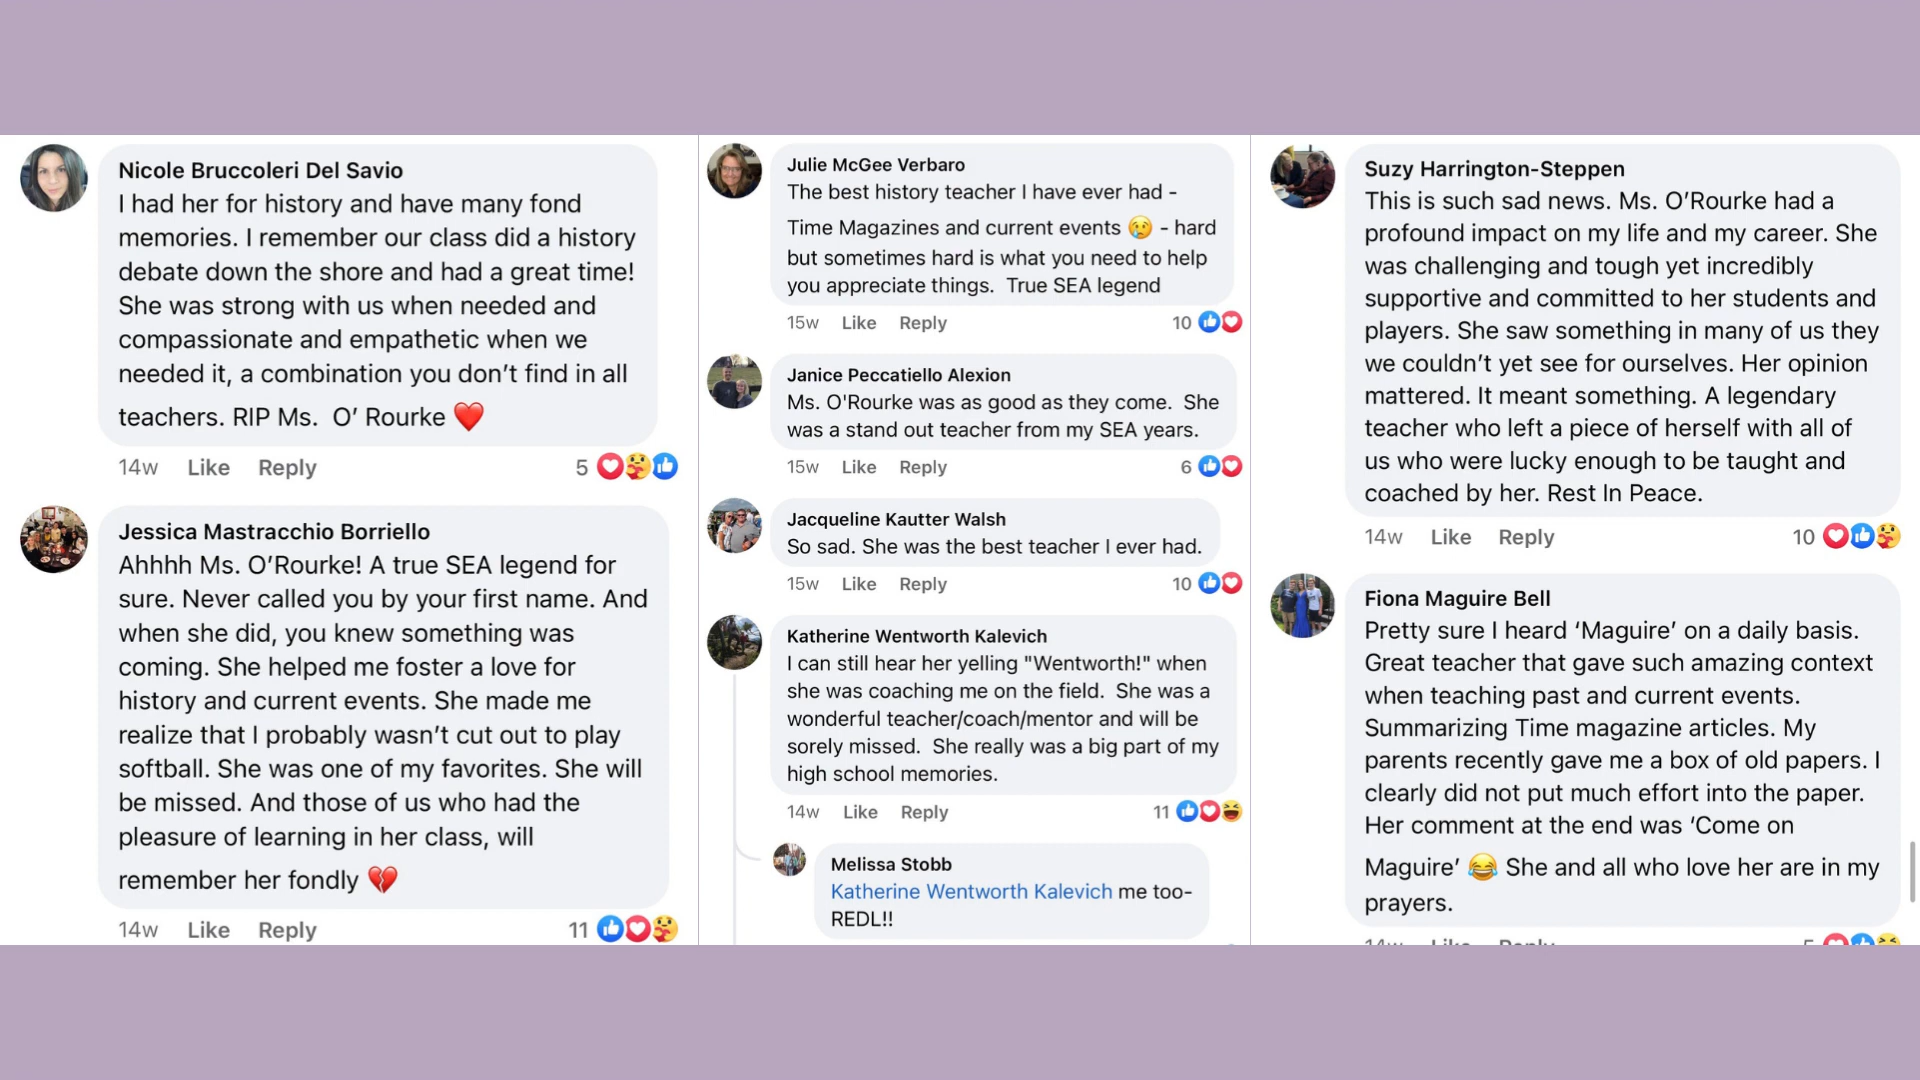 Nicole Bruccoleri Del Savio
I had her for history and have many fond
memories. I remember our class did a history
debate down the shore and had a great time!
She was strong with us when needed and
compassionate and empathetic when we
needed it, a combination you don’t find in all
teachers. RIP Ms.  O’ Rourke ❤️
14w Like Reply 5
Jessica Mastracchio Borriello
Ahhhh Ms. O’Rourke! A true SEA legend for
sure. Never called you by your first name. And
when she did, you knew something was
coming. She helped me foster a love for
history and current events. She made me
realize that I probably wasn’t cut out to play
softball. She was one of my favorites. She will
be missed. And those of us who had the
pleasure of learning in her class, will
remember her fondly 💔
14w Like Reply 11
Julie McGee Verbaro
The best history teacher I have ever had -
Time Magazines and current events 😢 - hard
but sometimes hard is what you need to help
you appreciate things.  True SEA legend
15w Like Reply 10
Janice Peccatiello Alexion
Ms. O'Rourke was as good as they come.  She
was a stand out teacher from my SEA years.
15w Like Reply 6
Jacqueline Kautter Walsh
So sad. She was the best teacher I ever had.
15w Like Reply 10
Katherine Wentworth Kalevich
I can still hear her yelling "Wentworth!" when
she was coaching me on the field.  She was a
wonderful teacher/coach/mentor and will be
sorely missed.  She really was a big part of my
high school memories.
14w Like Reply 11
Melissa Stobb
Katherine Wentworth Kalevich me too-
REDL!!
Suzy Harrington-Steppen
This is such sad news. Ms. O’Rourke had a
profound impact on my life and my career. She
was challenging and tough yet incredibly
supportive and committed to her students and
players. She saw something in many of us they
we couldn’t yet see for ourselves. Her opinion
mattered. It meant something. A legendary
teacher who left a piece of herself with all of
us who were lucky enough to be taught and
coached by her. Rest In Peace.
14w Like Reply 10
Fiona Maguire Bell
Pretty sure I heard ‘Maguire’ on a daily basis.
Great teacher that gave such amazing context
when teaching past and current events.
Summarizing Time magazine articles. My
parents recently gave me a box of old papers. I
clearly did not put much effort into the paper.
Her comment at the end was ‘Come on
Maguire’ 😂 She and all who love her are in my
prayers.
14w Like Reply 5